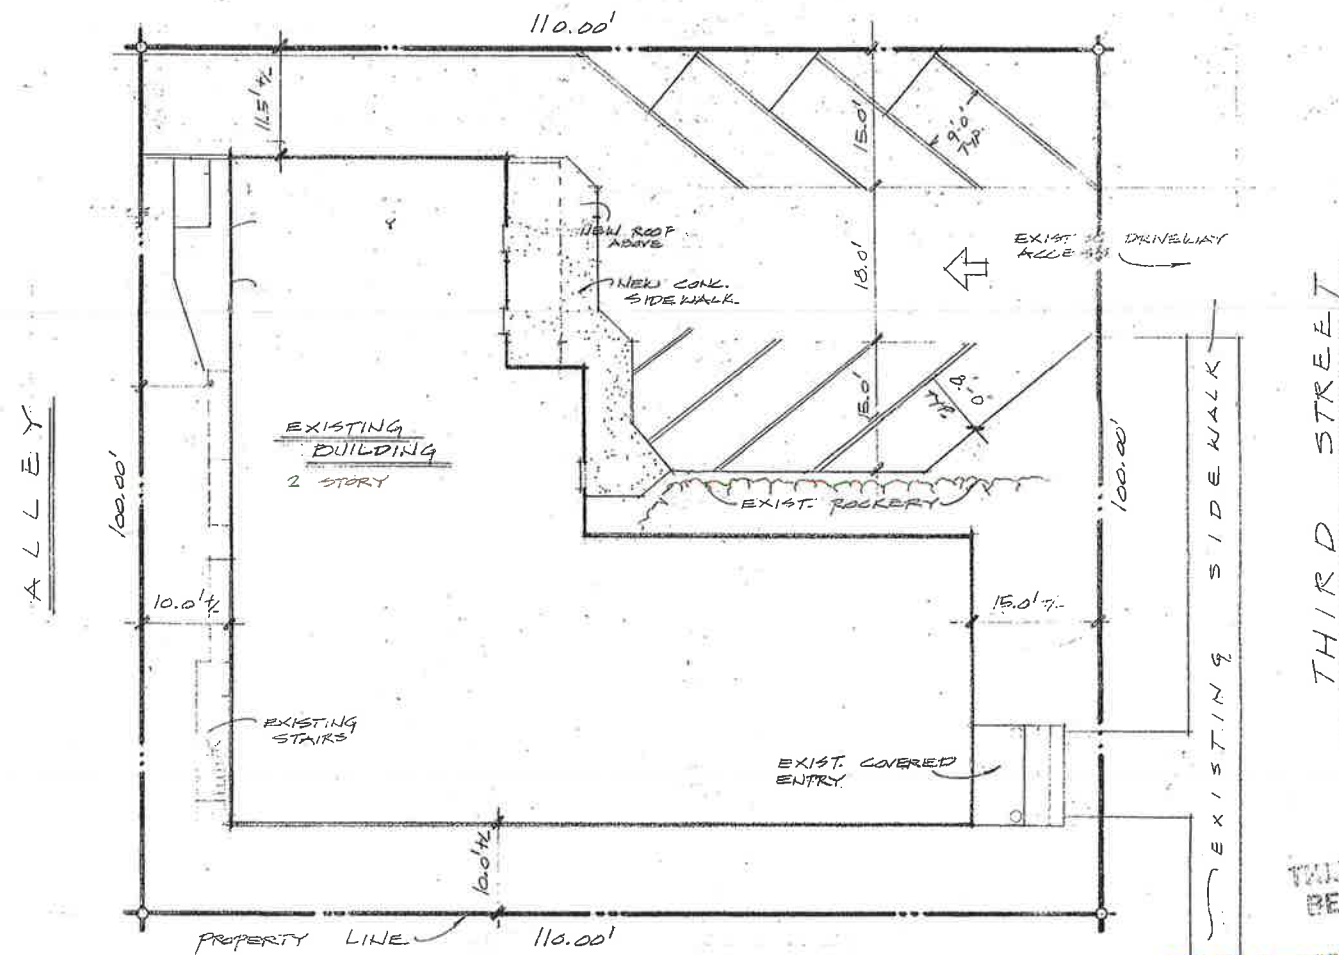 110.00'
11.5' +/-
15.0'
9'.0"
TYP.
NEW ROOF
ABOVE
EXIST
DRIVEWAY
18.0'
NEW CONC.
SIDEWALK.
15.0'
8'-0"
TYP.
EXISTING
BUILDING
2 STORY
EXIST. ROCKERY
ALLEY
100.00'
100.00'
EXISTING SIDEWALK
THIRD STREET
10.0' +/-
15.0' +/-
EXISTING
STAIRS
EXIST. COVERED
ENTRY.
10.0' +/-
PROPERTY LINE
110.00'